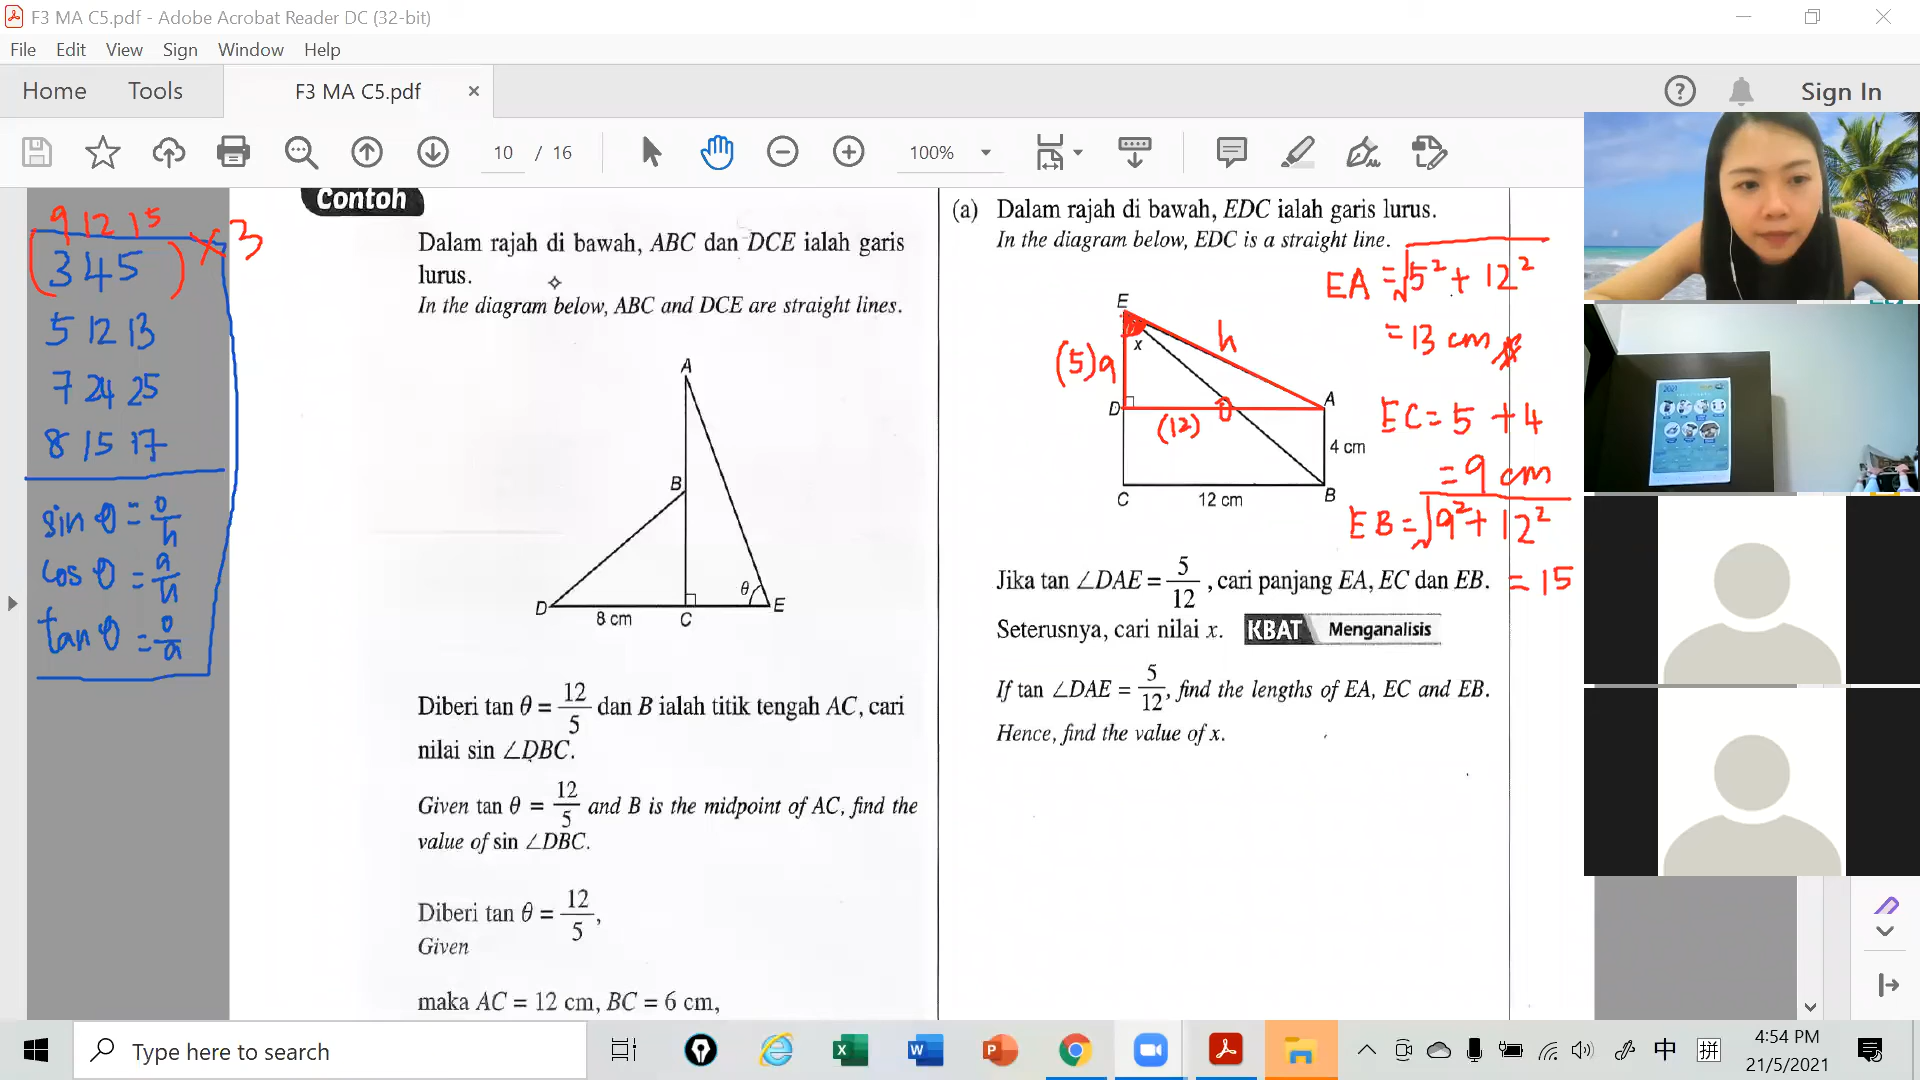 F3 MA C5.pdf - Adobe Acrobat Reader DC (32-bit)
File Edit View Sign Window Help
Home Tools F3 MA C5.pdf × Sign In
10 / 16 100%
9 12 15
(3 4 5) × 3
5 12 13
7 24 25
8 15 17
sin θ = o/h
cos θ = a/h
tan θ = o/a
Contoh
Dalam rajah di bawah, ABC dan DCE ialah garis
lurus.
In the diagram below, ABC and DCE are straight lines.
A
B
θ
D 8 cm C E
Diberi tan θ = 12/5 dan B ialah titik tengah AC, cari
nilai sin ∠DBC.
Given tan θ = 12/5 and B is the midpoint of AC, find the
value of sin ∠DBC.
Diberi tan θ = 12/5,
Given
maka AC = 12 cm, BC = 6 cm,
(a) Dalam rajah di bawah, EDC ialah garis lurus.
In the diagram below, EDC is a straight line.
E
x
h
(5) a
D
(12) O
A
4 cm
C 12 cm B
EA = √5² + 12²
= 13 cm
EC = 5 + 4
= 9 cm
EB = √9² + 12²
= 15
Jika tan ∠DAE = 5/12, cari panjang EA, EC dan EB.
Seterusnya, cari nilai x. KBAT Menganalisis
If tan ∠DAE = 5/12, find the lengths of EA, EC and EB.
Hence, find the value of x.
Type here to search
中 拼
4:54 PM
21/5/2021